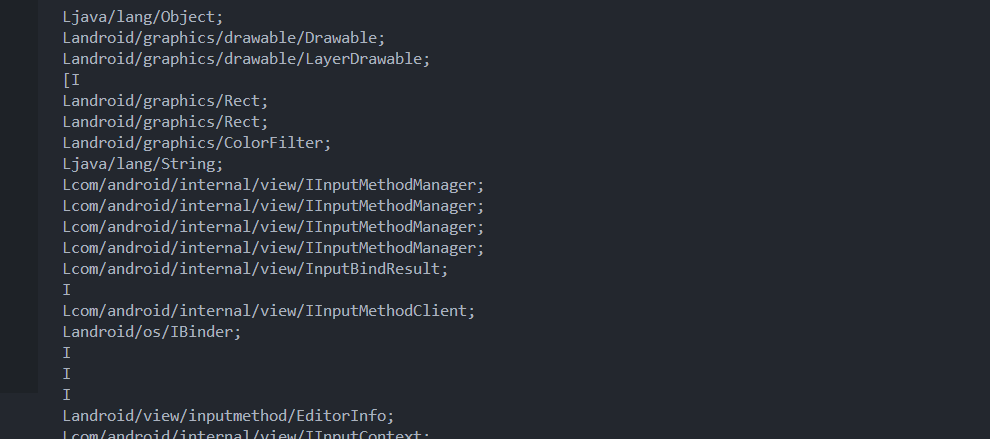 Ljava/lang/Object;
Landroid/graphics/drawable/Drawable;
Landroid/graphics/drawable/LayerDrawable;
[I
Landroid/graphics/Rect;
Landroid/graphics/Rect;
Landroid/graphics/ColorFilter;
Ljava/lang/String;
Lcom/android/internal/view/IInputMethodManager;
Lcom/android/internal/view/IInputMethodManager;
Lcom/android/internal/view/IInputMethodManager;
Lcom/android/internal/view/IInputMethodManager;
Lcom/android/internal/view/InputBindResult;
I
Lcom/android/internal/view/IInputMethodClient;
Landroid/os/IBinder;
I
I
I
Landroid/view/inputmethod/EditorInfo;
Lcom/android/internal/view/IInputContext;